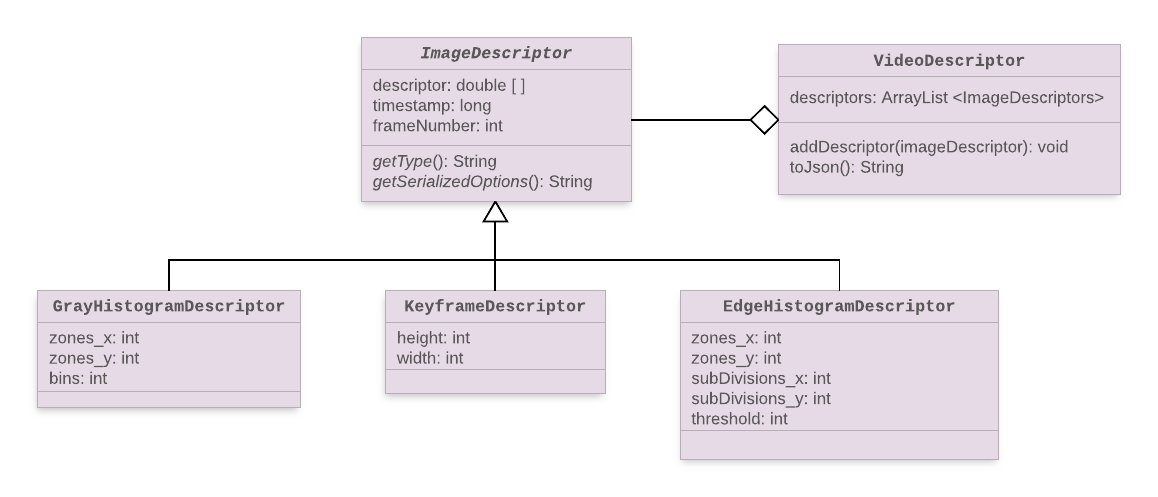 ImageDescriptor
descriptor: double [ ]
timestamp: long
frameNumber: int
getType(): String
getSerializedOptions(): String
VideoDescriptor
descriptors: ArrayList <ImageDescriptors>
addDescriptor(imageDescriptor): void
toJson(): String
GrayHistogramDescriptor
zones_x: int
zones_y: int
bins: int
KeyframeDescriptor
height: int
width: int
EdgeHistogramDescriptor
zones_x: int
zones_y: int
subDivisions_x: int
subDivisions_y: int
threshold: int